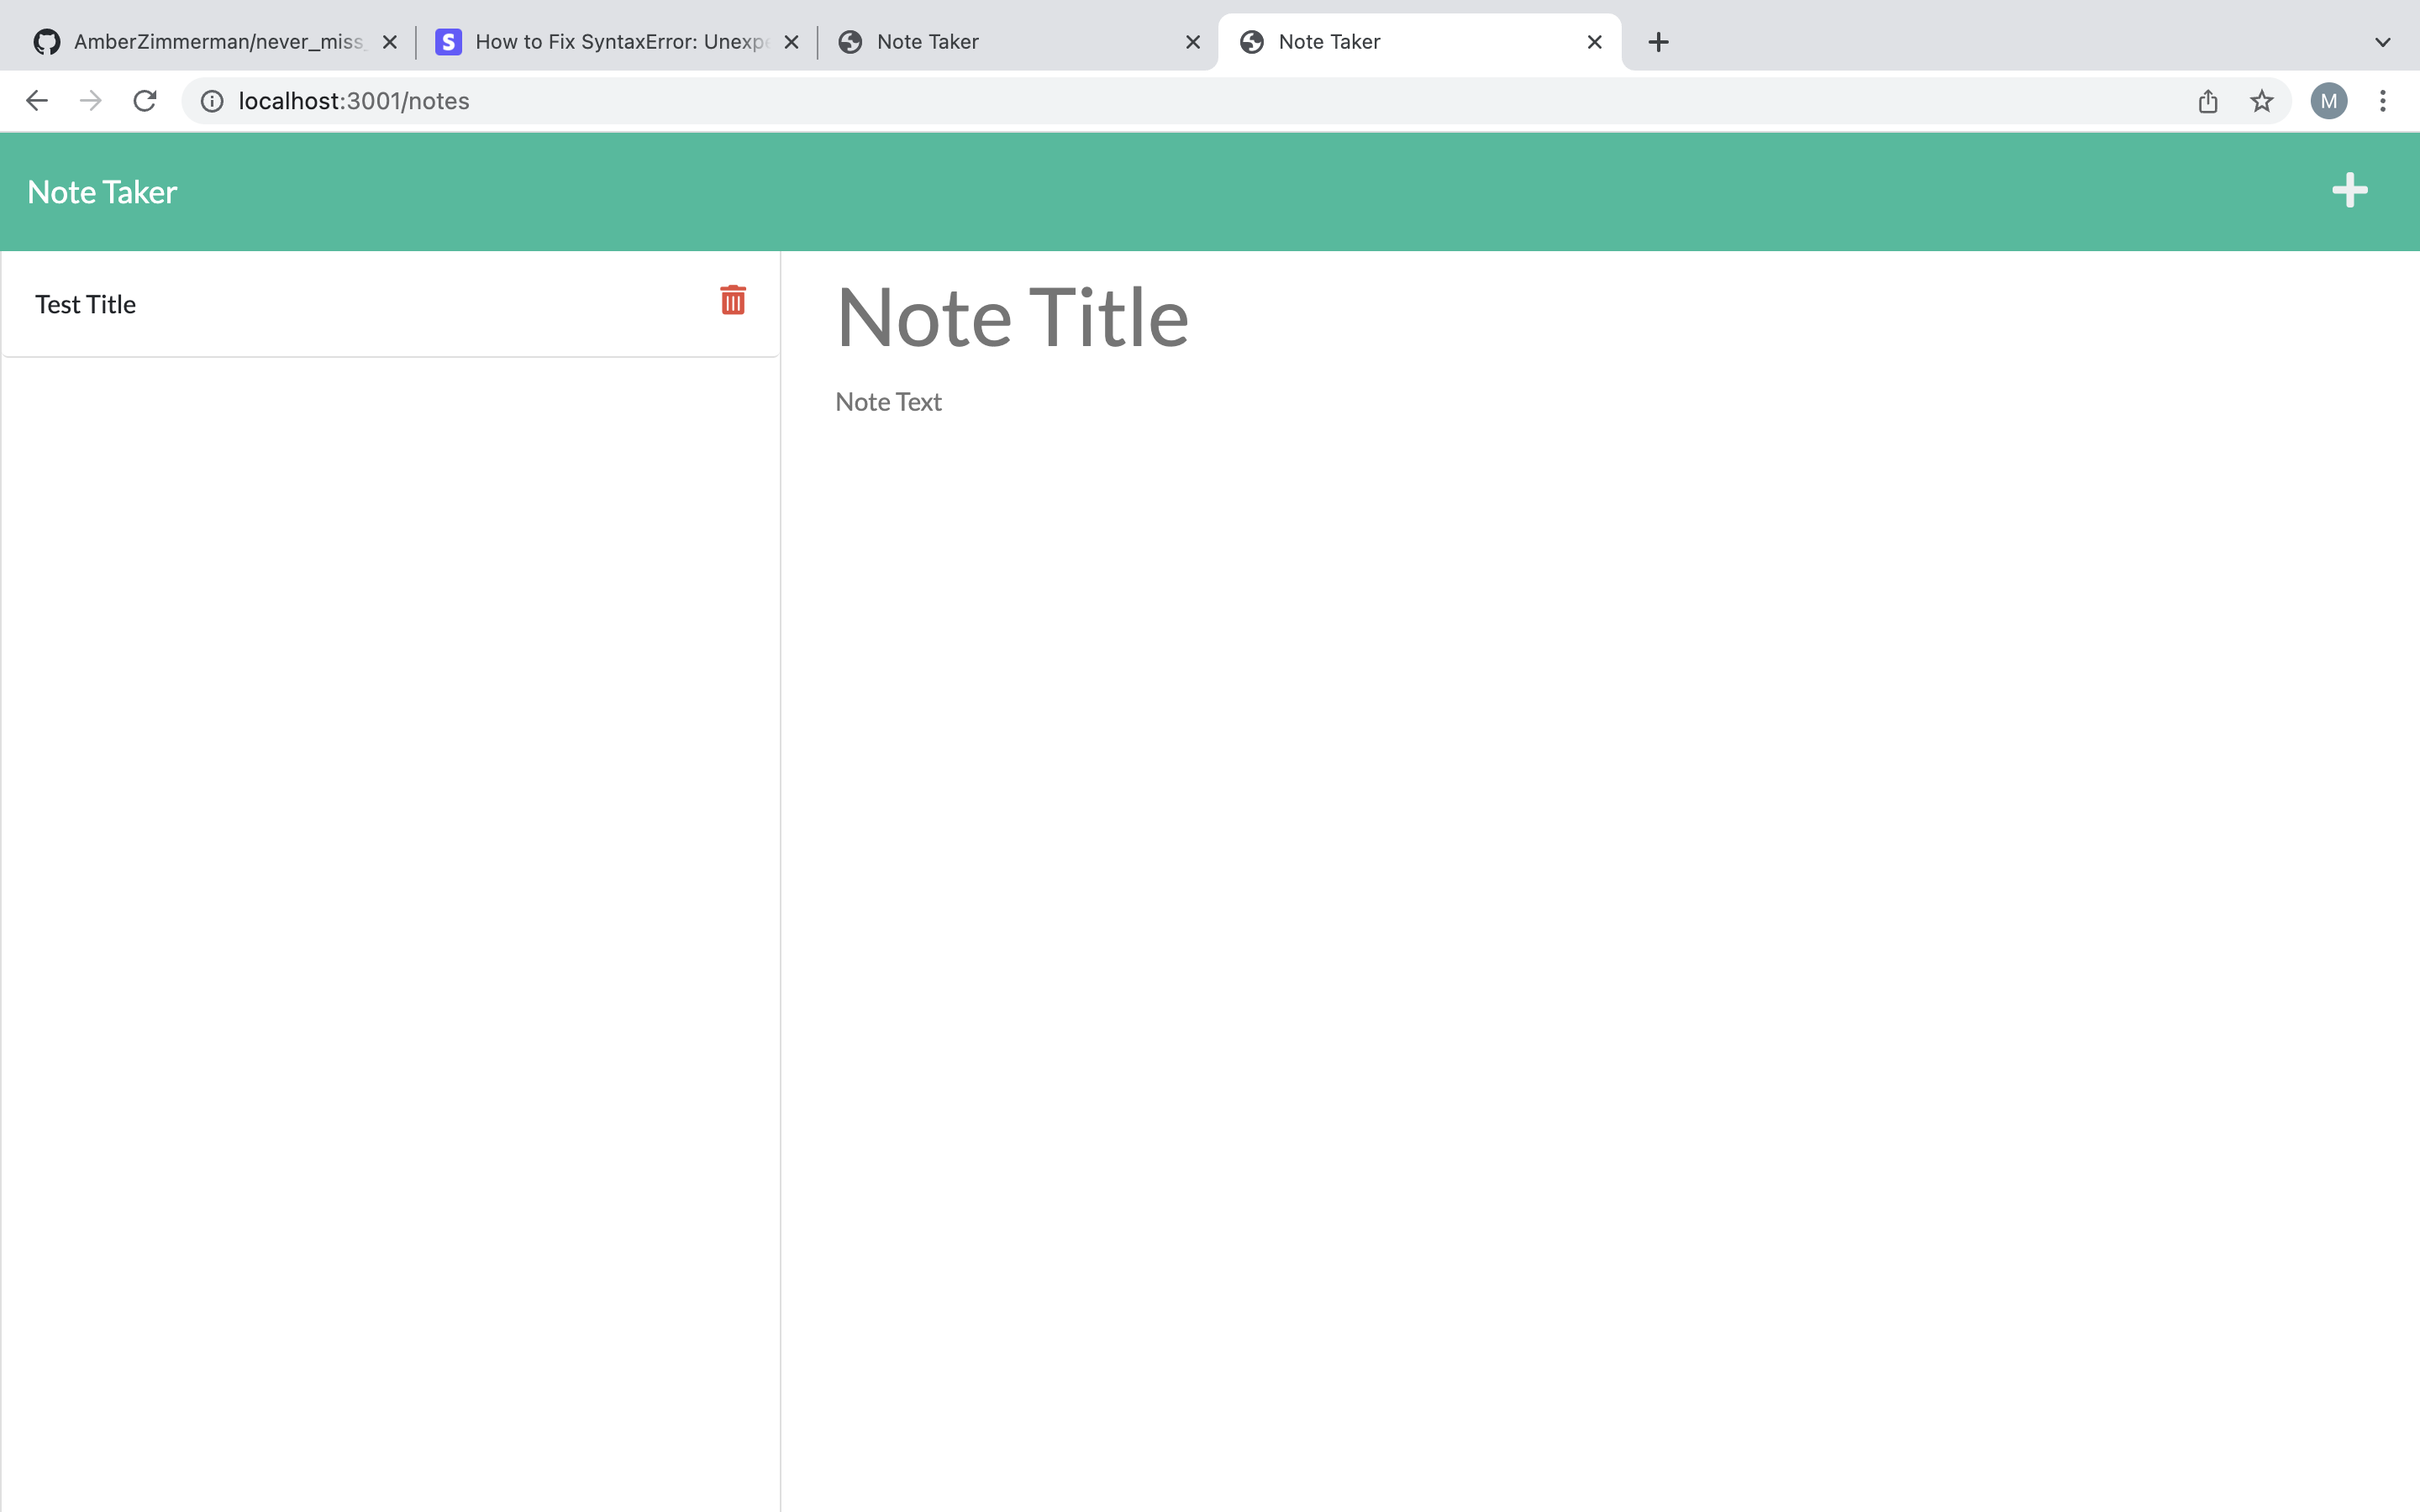 AmberZimmerman/never_miss_
How to Fix SyntaxError: Unexpe
Note Taker
Note Taker
localhost:3001/notes
M
Note Taker
Test Title
Note Title
Note Text